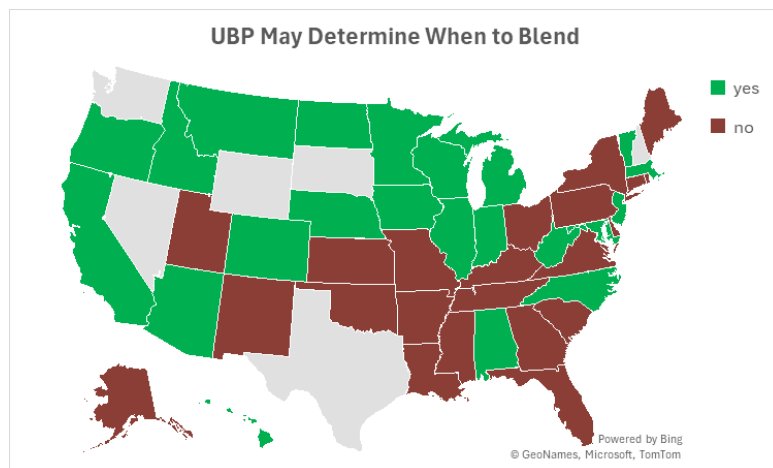 UBP May Determine When to Blend
yes
no
Powered by Bing
© GeoNames, Microsoft, TomTom